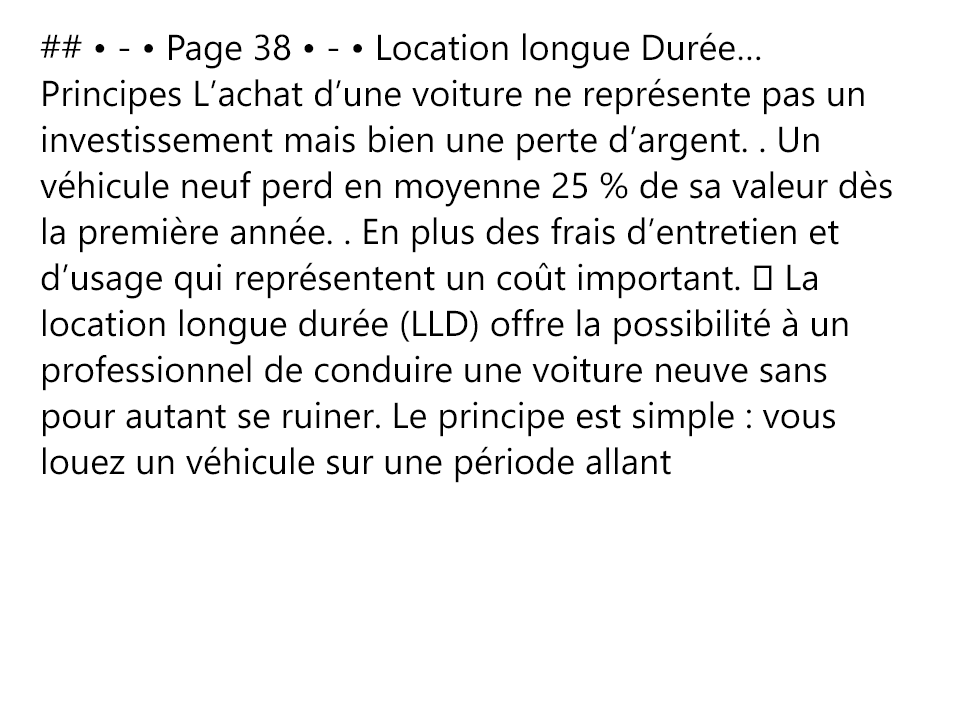 ## • - • Page 38 • - • Location longue Durée...
Principes L’achat d’une voiture ne représente pas un
investissement mais bien une perte d’argent. . Un
véhicule neuf perd en moyenne 25 % de sa valeur dès
la première année. . En plus des frais d’entretien et
d’usage qui représentent un coût important. 𘀀 La
location longue durée (LLD) offre la possibilité à un
professionnel de conduire une voiture neuve sans
pour autant se ruiner. Le principe est simple : vous
louez un véhicule sur une période allant